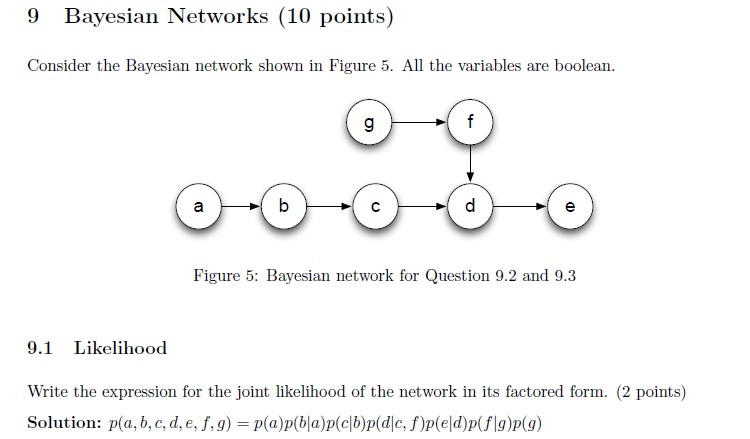 9 Bayesian Networks (10 points)
Consider the Bayesian network shown in Figure 5. All the variables are boolean.
g f
a b c d e
Figure 5: Bayesian network for Question 9.2 and 9.3
9.1 Likelihood
Write the expression for the joint likelihood of the network in its factored form. (2 points)
Solution: p(a, b, c, d, e, f, g) = p(a)p(b|a)p(c|b)p(d|c, f)p(e|d)p(f|g)p(g)